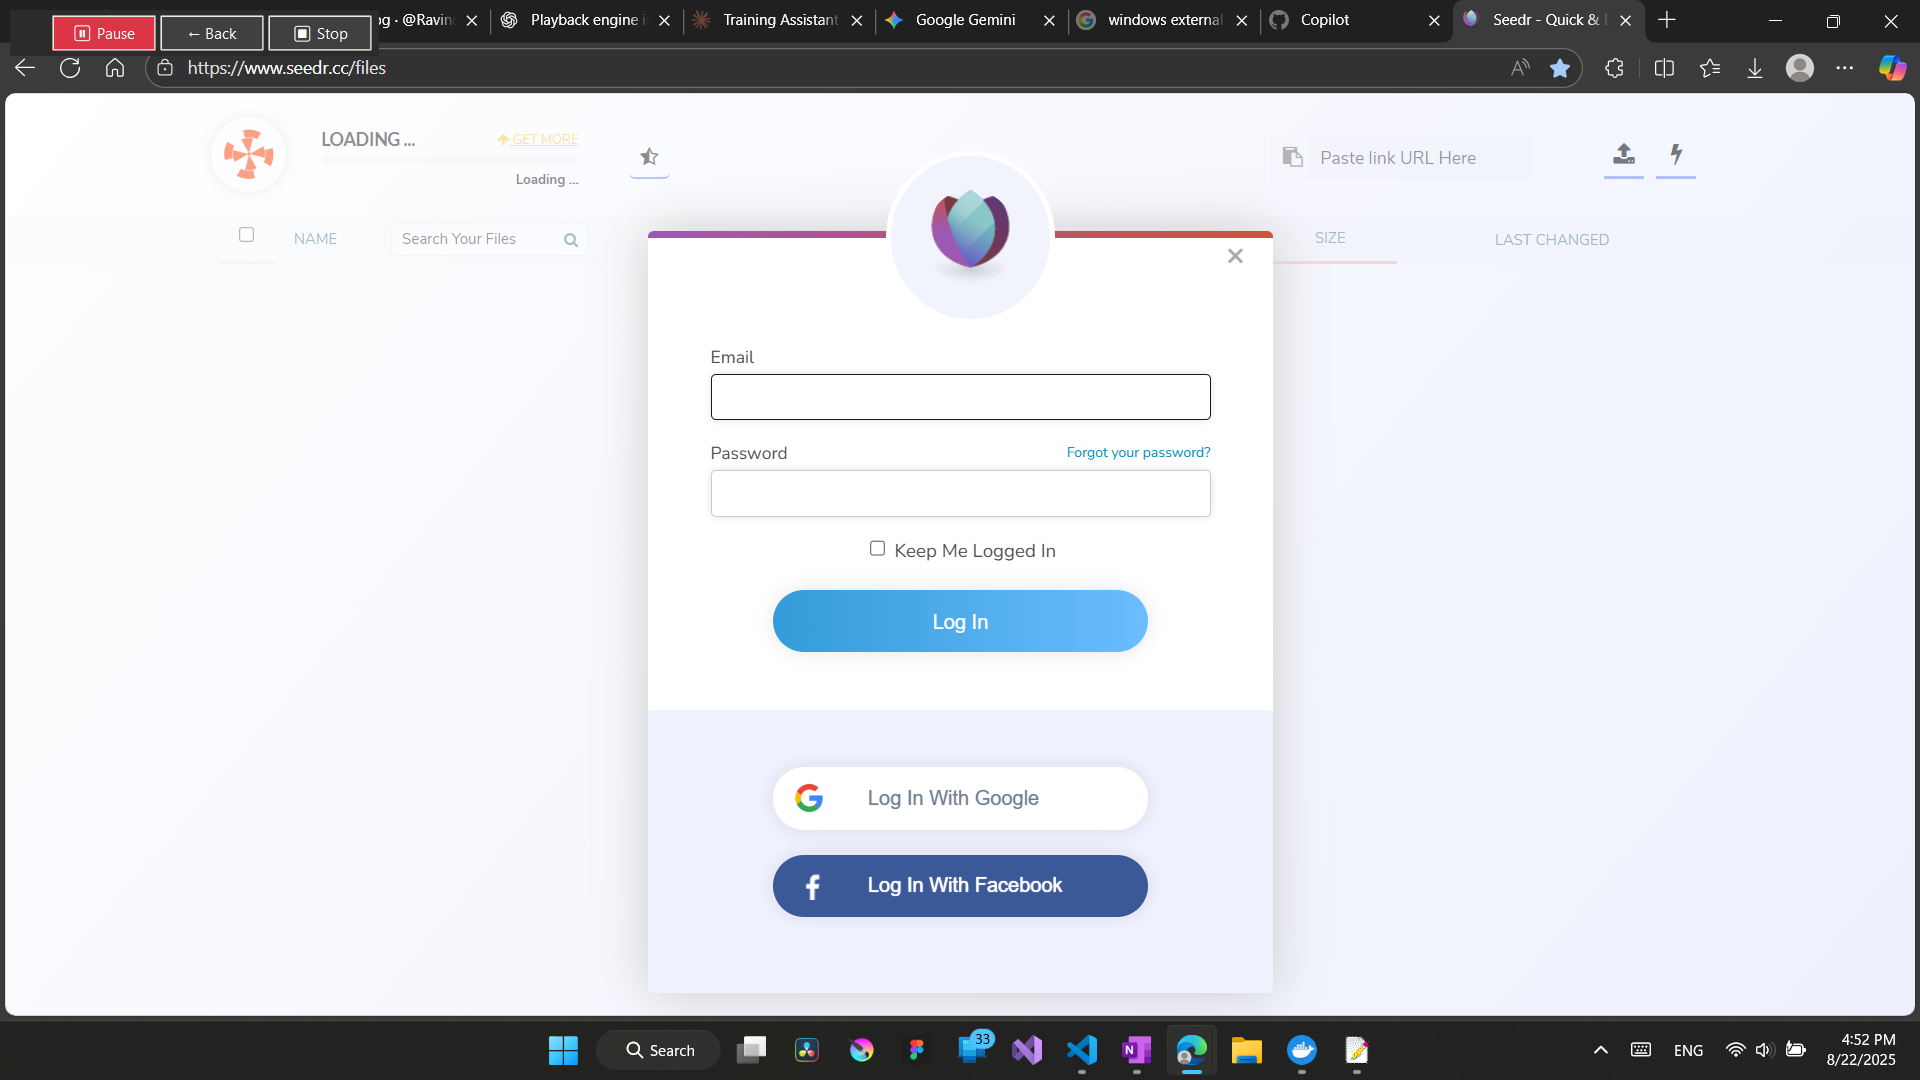 Pause
← Back
Stop
og · @Ravin
Playback engine i
Training Assistant
Google Gemini
windows external
Copilot
Seedr - Quick & E
https://www.seedr.cc/files
LOADING ...
GET MORE
Loading ...
Paste link URL Here
NAME
Search Your Files
SIZE
LAST CHANGED
Email
Password
Forgot your password?
Keep Me Logged In
Log In
Log In With Google
Log In With Facebook
Search
33
ENG
4:52 PM
8/22/2025